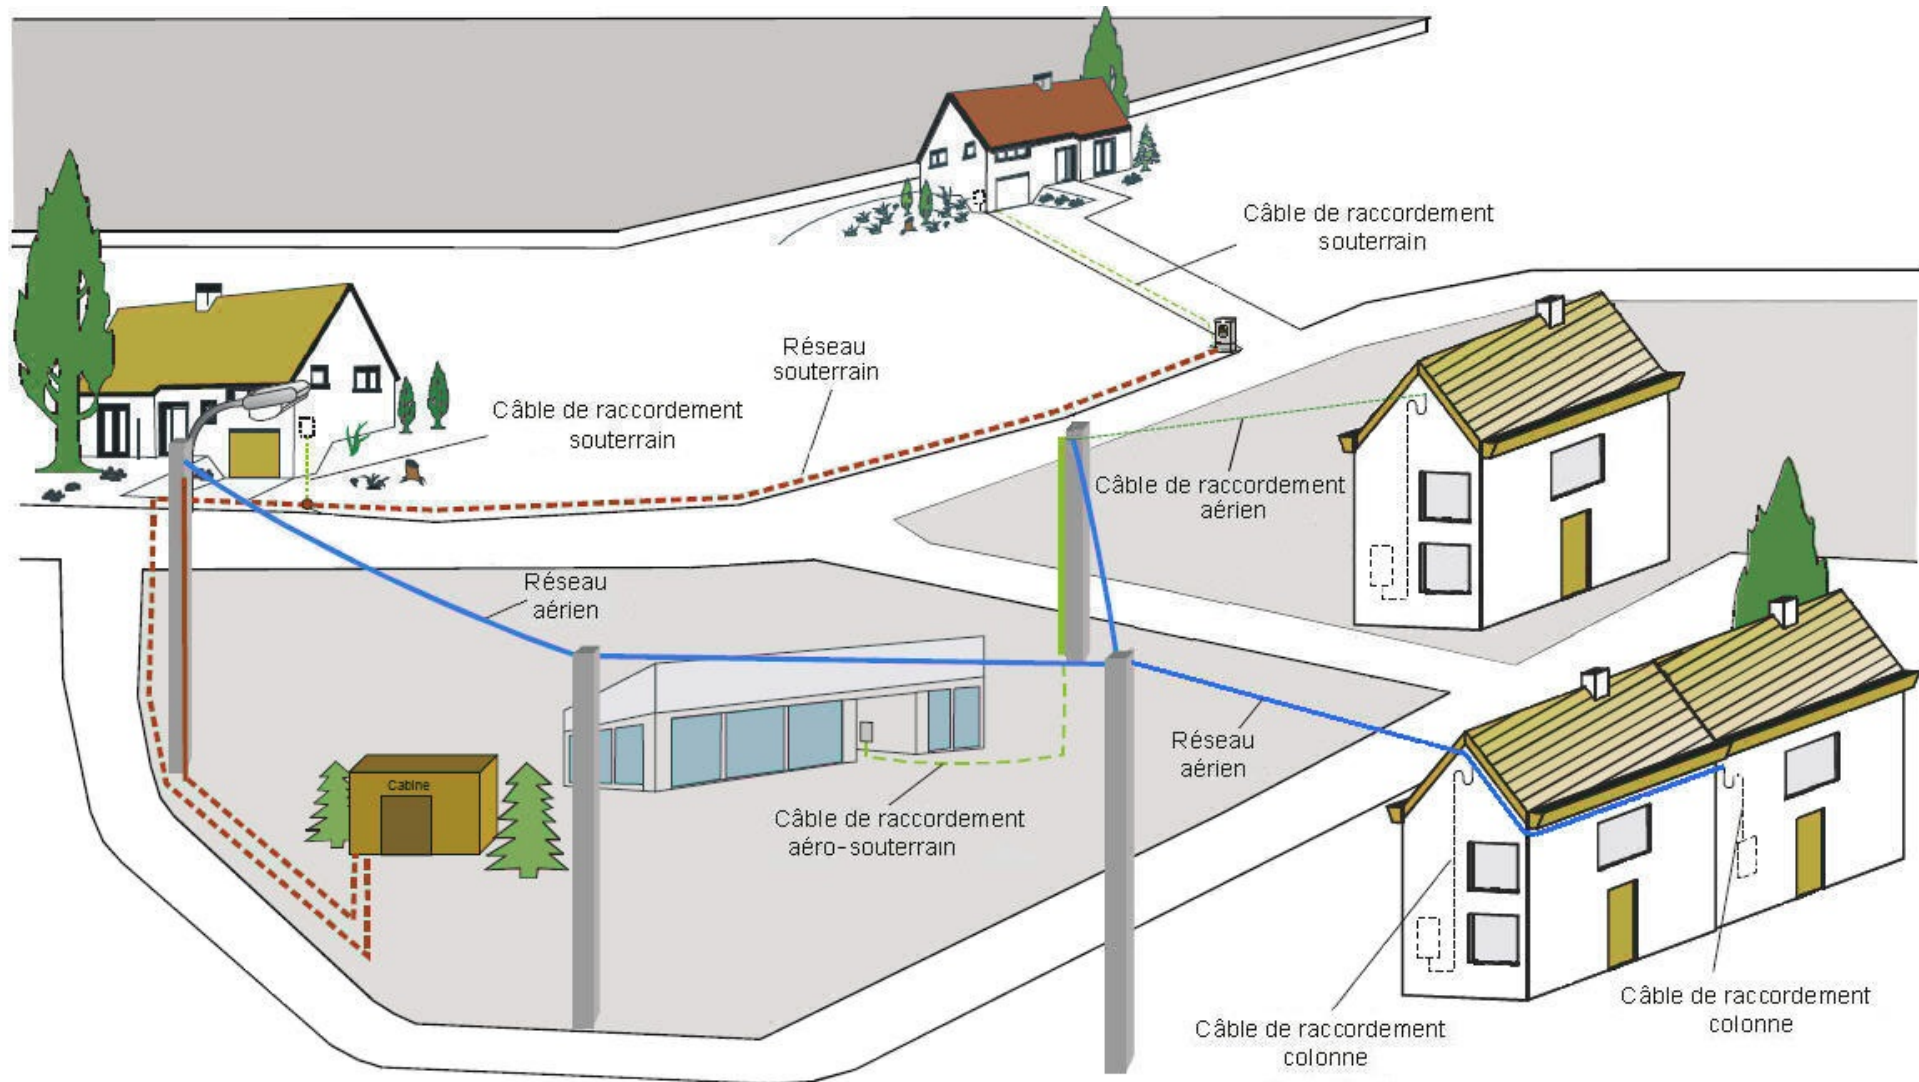 Câble de raccordement
souterrain
Réseau
souterrain
Câble de raccordement
souterrain
Câble de raccordement
aérien
Réseau
aérien
Réseau
aérien
Cabine
Câble de raccordement
aéro-souterrain
Câble de raccordement
colonne
Câble de raccordement
colonne